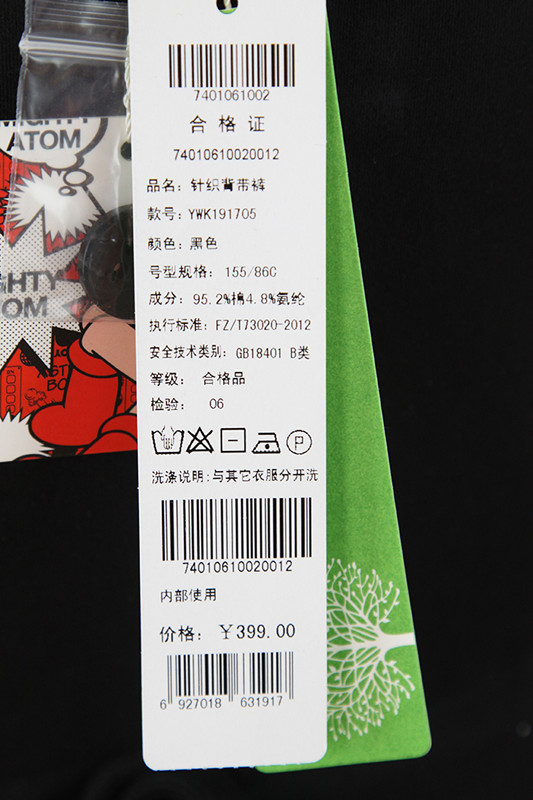 7401061002
合格证
74010610020012
品名: 针织背带裤
款号: YWK191705
颜色: 黑色
号型规格: 155/86C
成分: 95.2%棉4.8%氨纶
执行标准: FZ/T73020-2012
安全技术类别: GB18401 B类
等级: 合格品
检验: 06
P
洗涤说明:与其它衣服分开洗
74010610020012
内部使用
价格: ¥399.00
6 927018 631917
MIGHTY
ATOM
GHTY
OM